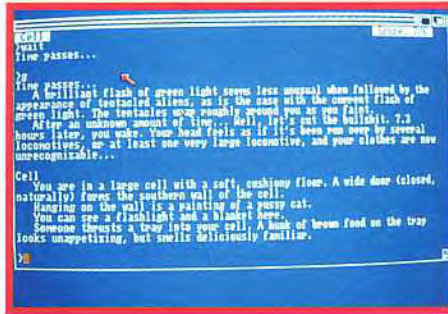 Cell
>wait
Time passes...
>g
Time passes...
A brilliant flash of green light seems less unusual when followed by the
appearance of tentacled aliens, as is the case with the current flash of
green light. The tentacles wrap roughly around you as you faint.
After an unknown amount of time... well, let's cut the bullshit. 7.3
hours later, you wake. Your head feels as if it's been run over by several
locomotives, or at least one very large locomotive, and your clothes are now
unrecognizable...
Cell
You are in a large cell with a soft, cushiony floor. A wide door (closed,
naturally) forms the southern wall of the cell.
Hanging on the wall is a painting of a pussy cat.
You can see a flashlight and a blanket here.
Someone thrusts a tray into your cell. A hunk of brown food on the tray
looks unappetizing, but smells deliciously familiar.
>